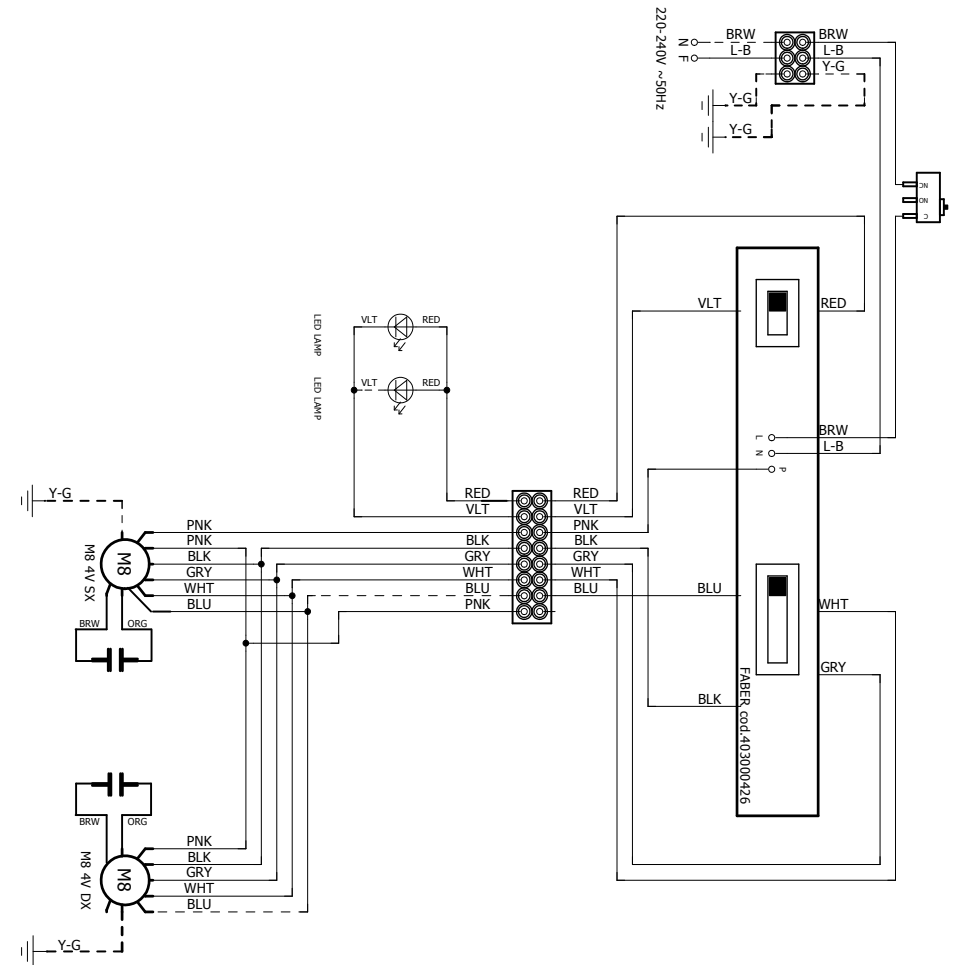 220-240V ~50Hz
N
F
BRW
BRW
L-B
L-B
Y-G
Y-G
Y-G
NC
NO
C
VLT
RED
LED LAMP
VLT
RED
LED LAMP
VLT
RED
BRW
L-B
L
N
P
RED
RED
VLT
VLT
PNK
BLK
BLK
GRY
GRY
WHT
WHT
BLU
BLU
BLU
PNK
WHT
GRY
BLK
FABER cod.403000426
Y-G
M8 4V SX
M8
PNK
PNK
BLK
GRY
WHT
BLU
BRW
ORG
BRW
ORG
M8 4V DX
M8
PNK
BLK
GRY
WHT
BLU
Y-G